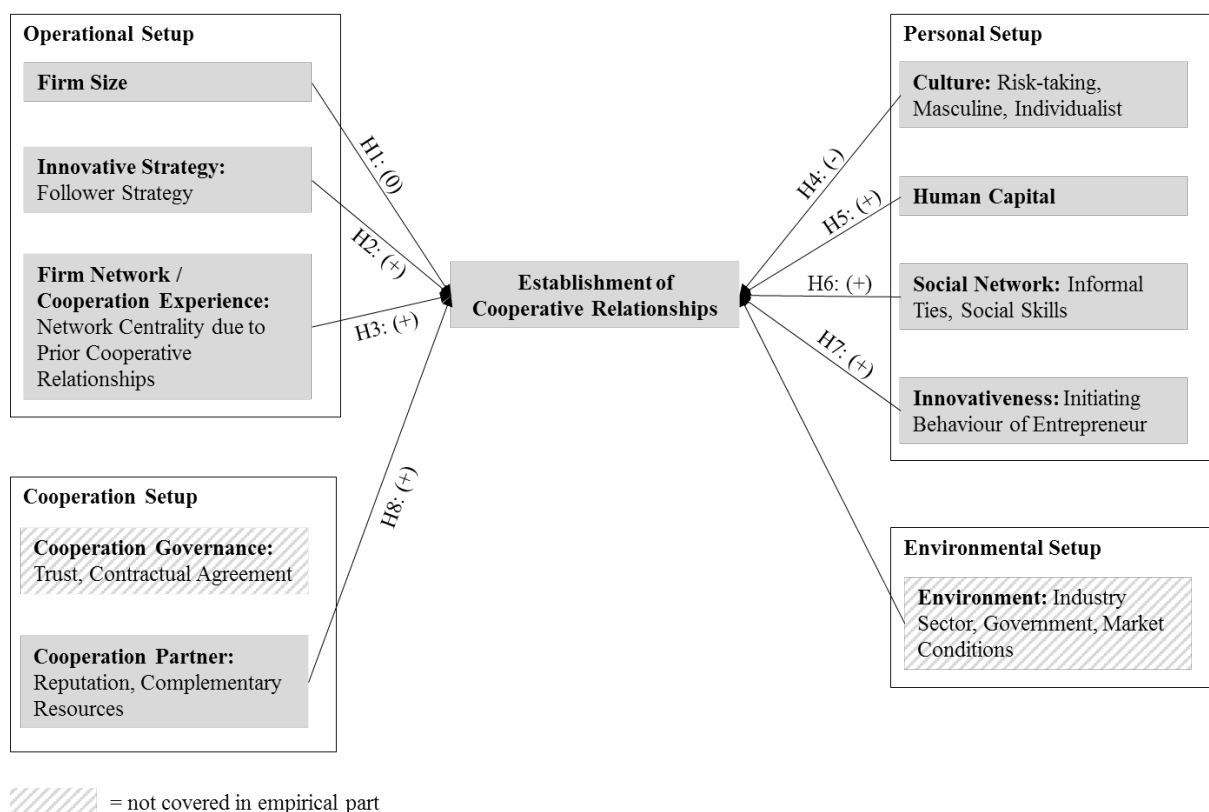 Operational Setup
Firm Size
Innovative Strategy:
Follower Strategy
Firm Network /
Cooperation Experience:
Network Centrality due to
Prior Cooperative
Relationships
Cooperation Setup
Cooperation Governance:
Trust, Contractual Agreement
Cooperation Partner:
Reputation, Complementary
Resources
H1: (0)
H2: (+)
H3: (+)
H8: (+)
Establishment of
Cooperative Relationships
H4: (-)
H5: (+)
H6: (+)
H7: (+)
Personal Setup
Culture: Risk-taking,
Masculine, Individualist
Human Capital
Social Network: Informal
Ties, Social Skills
Innovativeness: Initiating
Behaviour of Entrepreneur
Environmental Setup
Environment: Industry
Sector, Government, Market
Conditions
= not covered in empirical part